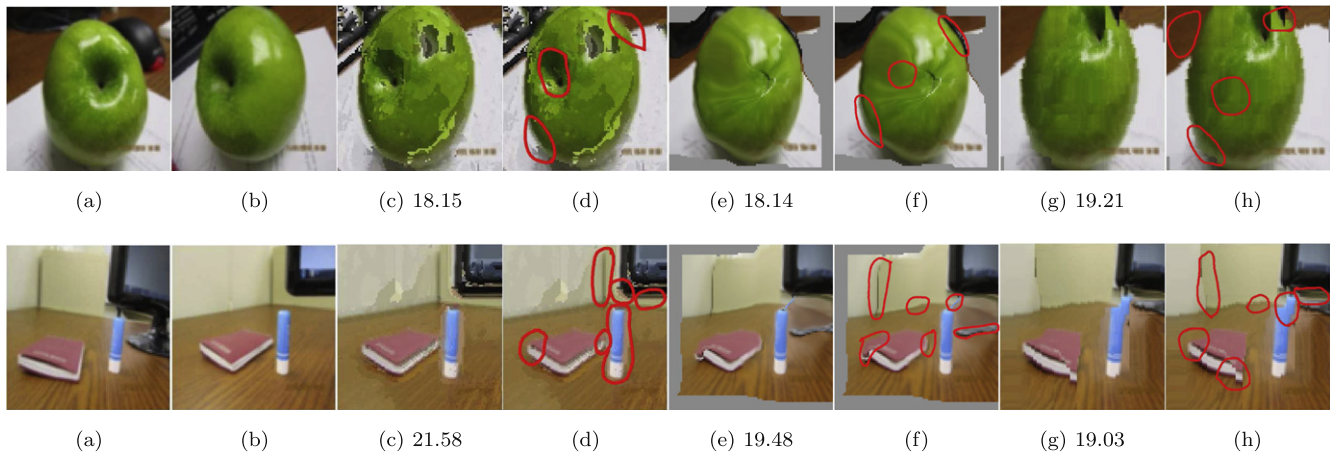 (a) (b) (c) 18.15 (d) (e) 18.14 (f) (g) 19.21 (h)
(a) (b) (c) 21.58 (d) (e) 19.48 (f) (g) 19.03 (h)